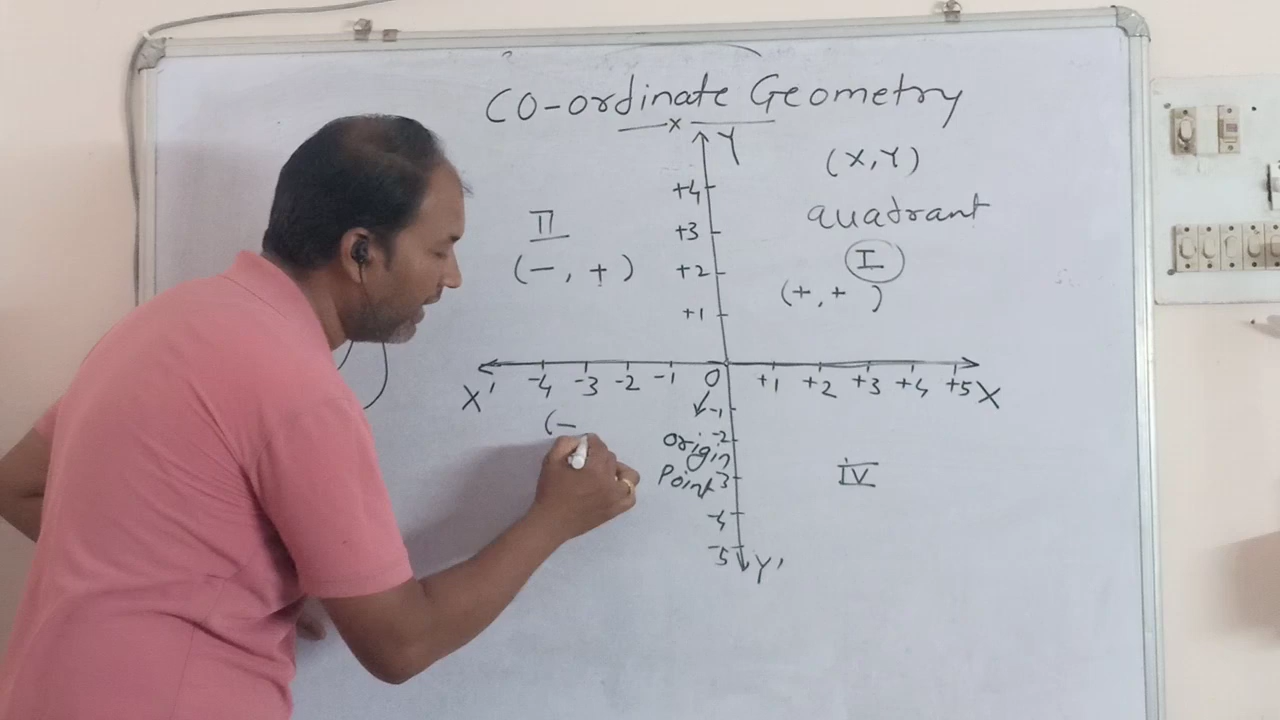 CO-ordinate Geometry
x
Y
(X, Y)
+4
quadrant
II
+3
I
(-, +)
+2
(+, + )
+1
X' -4 -3 -2 -1 0 +1 +2 +3 +4 +5 X
-1
(-
origin -2
Point 3
IV
-4
-5
Y'